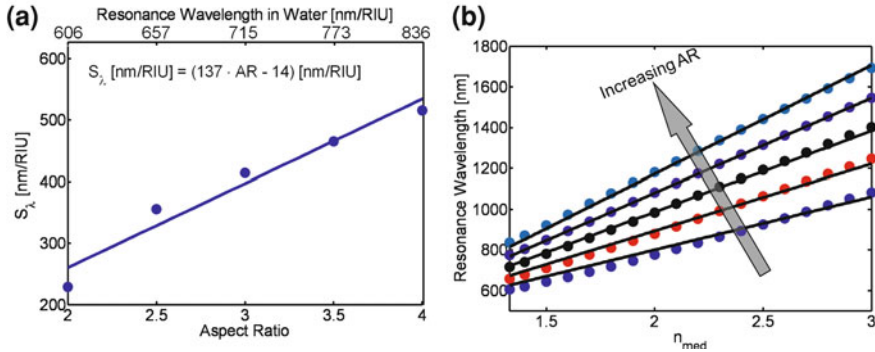 (a)
Resonance Wavelength in Water [nm/RIU]
606 657 715 773 836
S_λ [nm/RIU] = (137 · AR - 14) [nm/RIU]
S_λ [nm/RIU]
600
500
400
300
200
2 2.5 3 3.5 4
Aspect Ratio
(b)
Resonance Wavelength [nm]
1800
1600
1400
1200
1000
800
600
Increasing AR
1.5 2 2.5 3
n_med